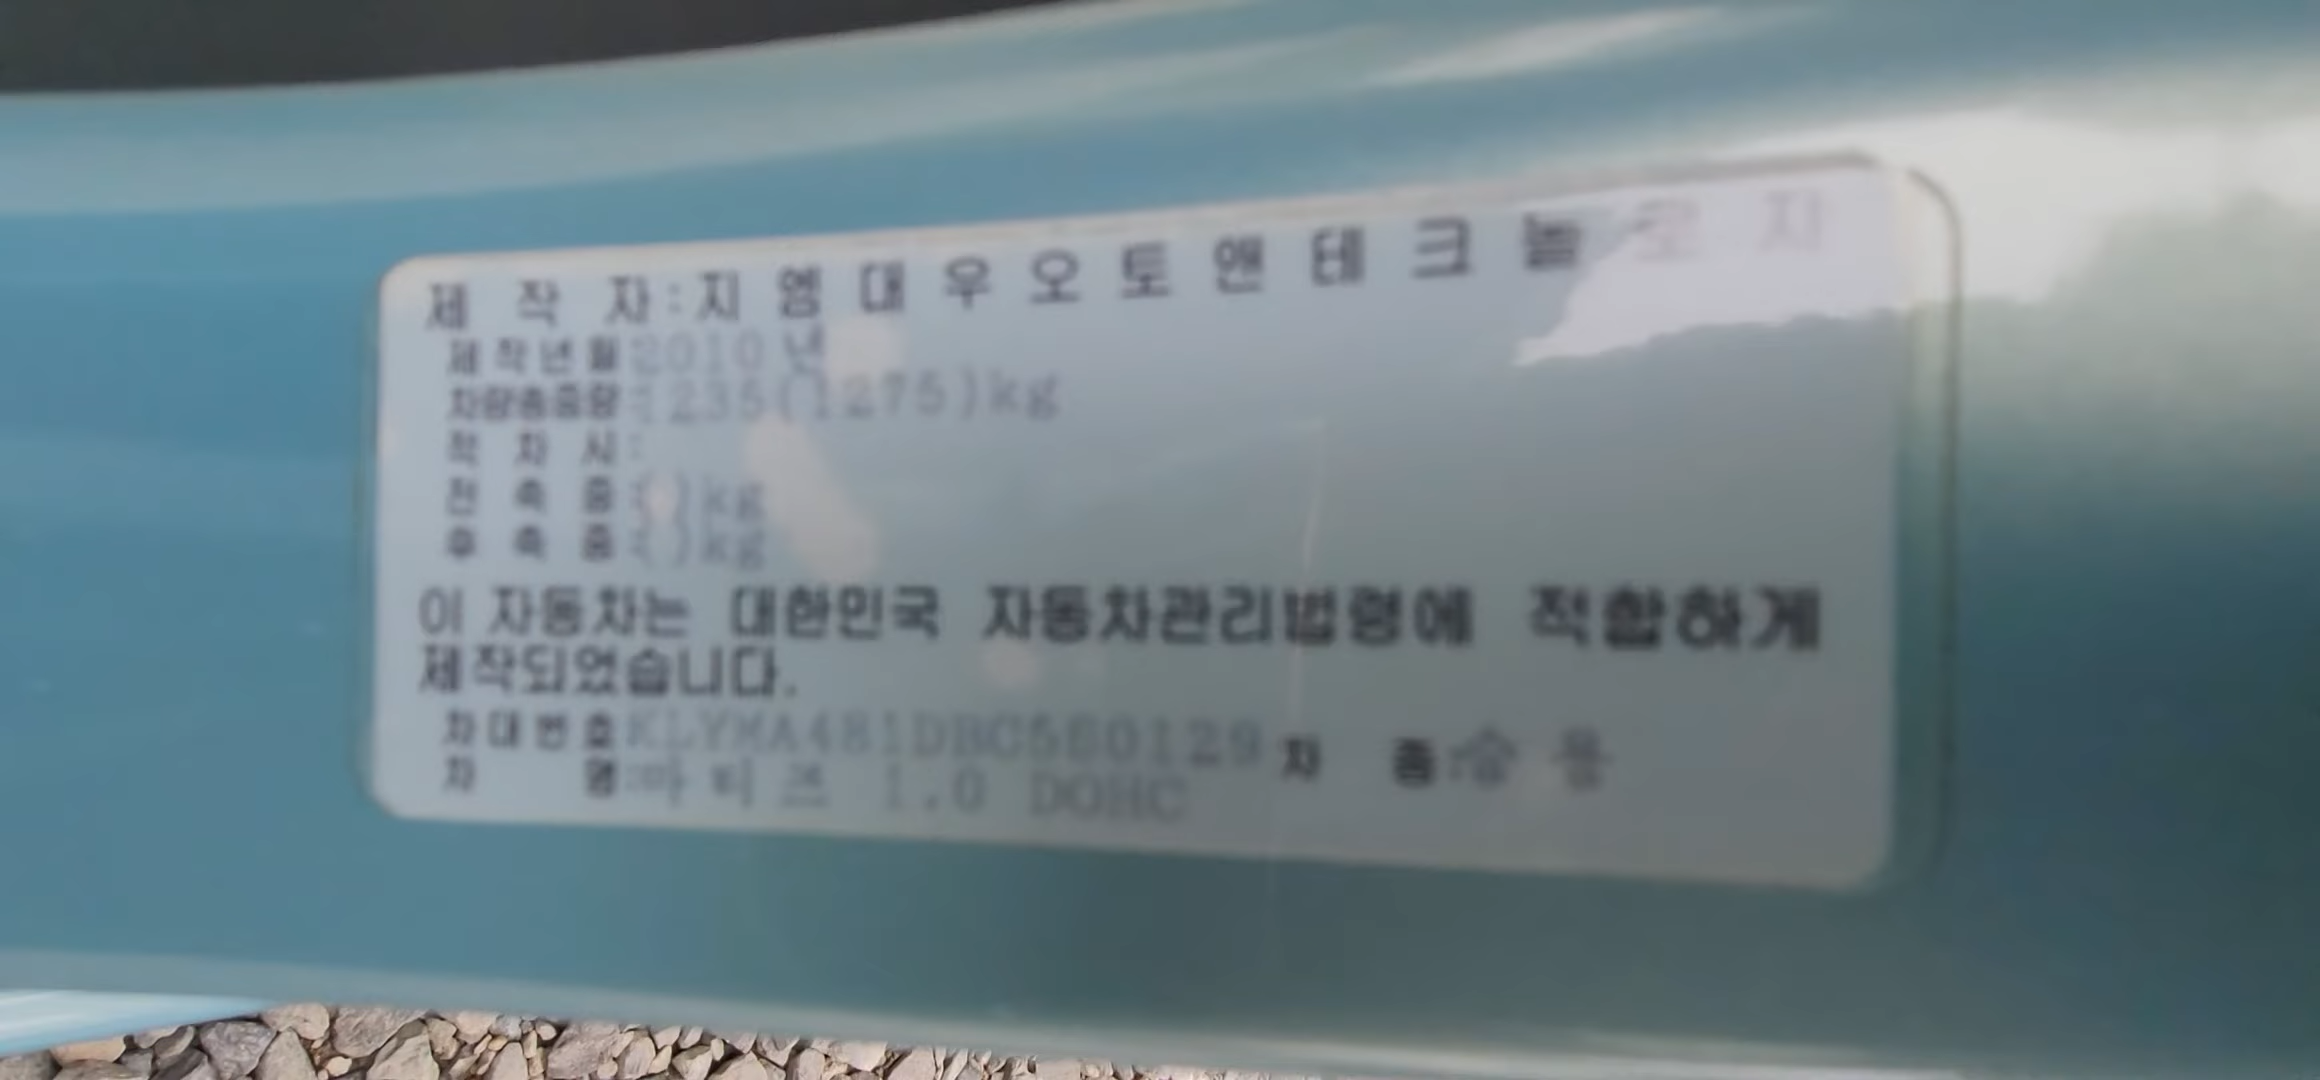 제 작 자:지엠대우오토앤테크놀로지
제작년월:2010년
차량총중량:1235(1275)kg
적 차 시:
전 축 중:( )kg
후 축 중:( )kg
이 자동차는 대한민국 자동차관리법령에 적합하게
제작되었습니다.
차대번호 차 종:승용
차 명:마티즈 1.0 DOHC